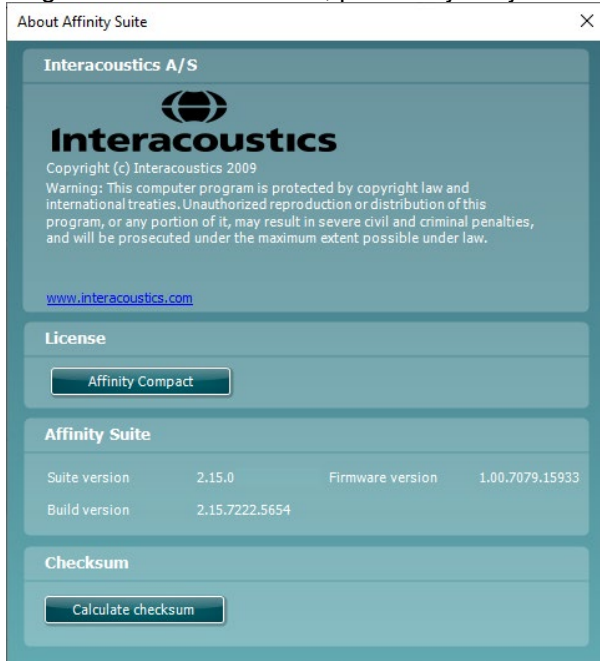 About Affinity Suite
Interacoustics A/S
Interacoustics
Copyright (c) Interacoustics 2009
Warning: This computer program is protected by copyright law and
international treaties. Unauthorized reproduction or distribution of this
program, or any portion of it, may result in severe civil and criminal penalties,
and will be prosecuted under the maximum extent possible under law.
www.interacoustics.com
License
Affinity Compact
Affinity Suite
Suite version 2.15.0 Firmware version 1.00.7079.15933
Build version 2.15.7222.5654
Checksum
Calculate checksum